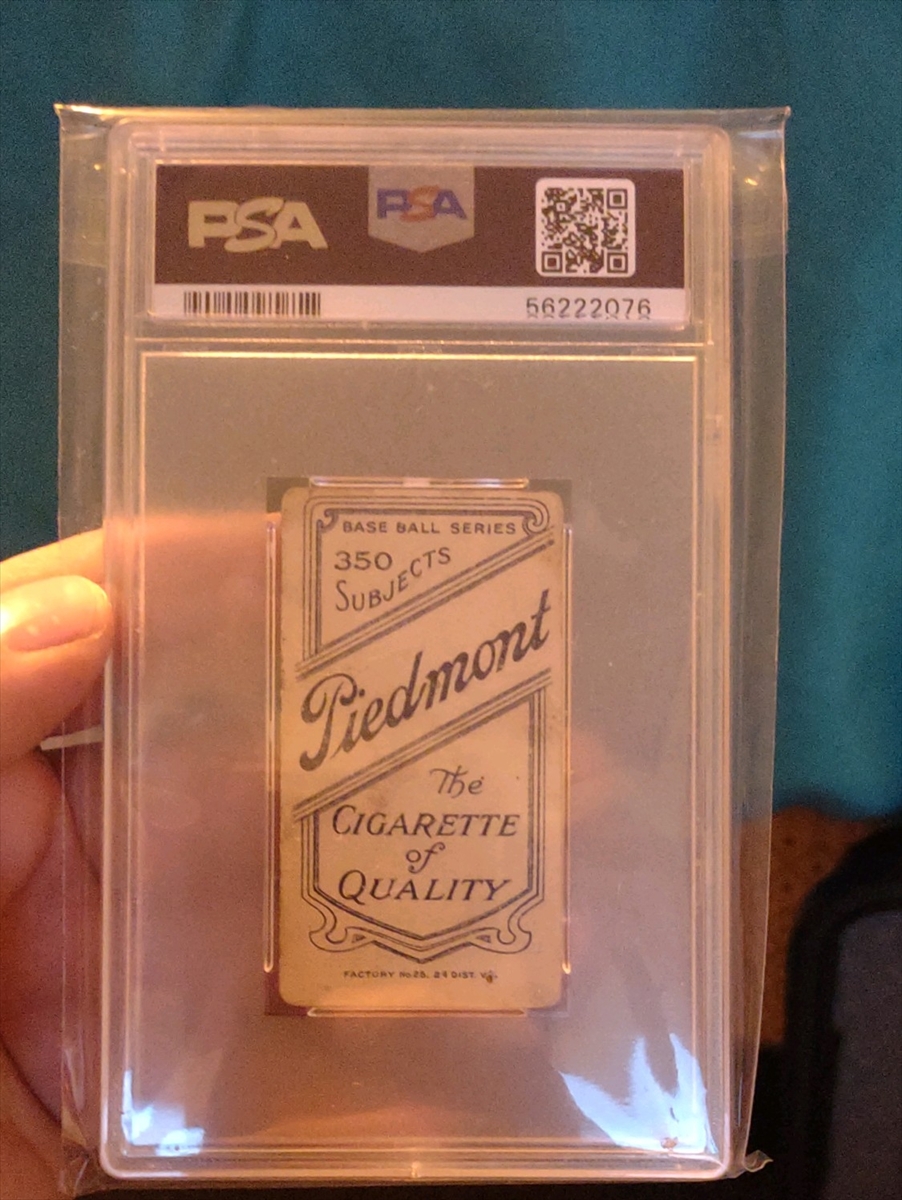 PSA
PSA
56222076
BASE BALL SERIES
350
SUBJECTS
Piedmont
The
CIGARETTE
of
QUALITY
FACTORY No 25, 2d DIST. VA.